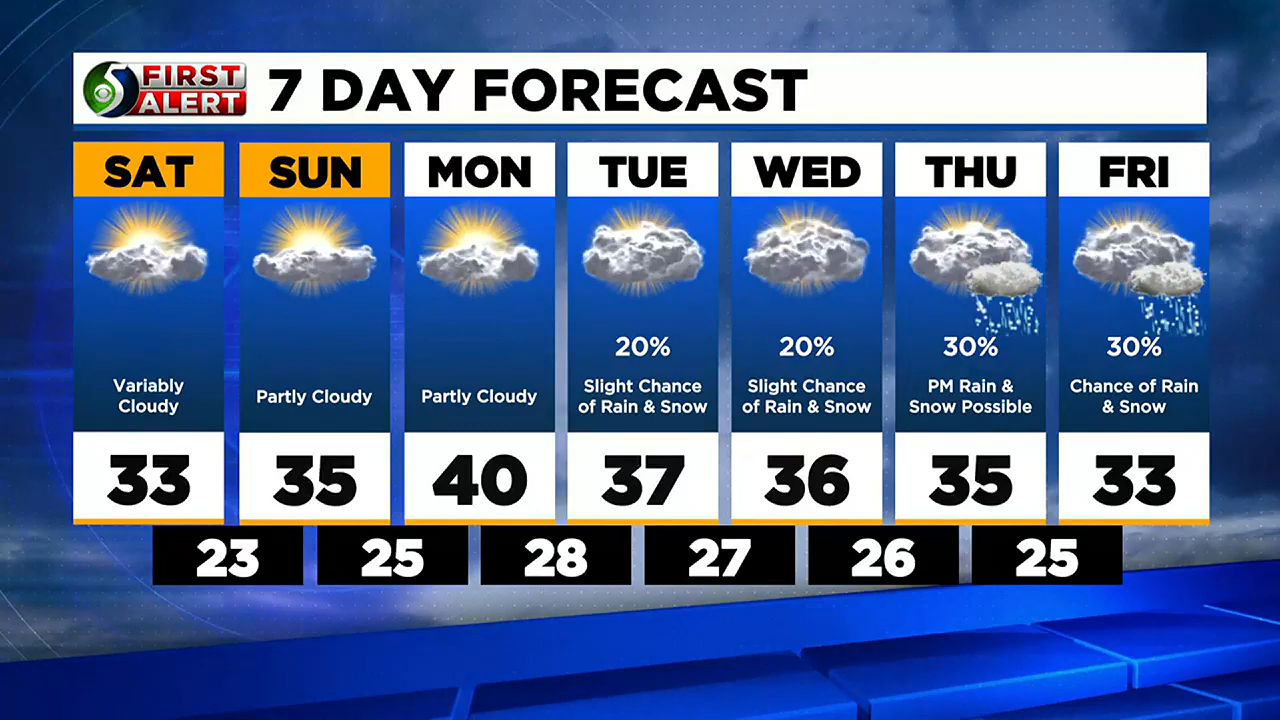 5 FIRST ALERT
7 DAY FORECAST
SAT SUN MON TUE WED THU FRI
20% 20% 30% 30%
Variably Cloudy
Partly Cloudy
Partly Cloudy
Slight Chance
of Rain & Snow
Slight Chance
of Rain & Snow
PM Rain &
Snow Possible
Chance of Rain
& Snow
33 35 40 37 36 35 33
23 25 28 27 26 25